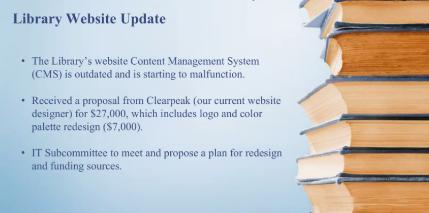 Library Website Update
• The Library's website Content Management System
(CMS) is outdated and is starting to malfunction.
• Received a proposal from Clearpeak (our current website
designer) for $27,000, which includes logo and color
palette redesign ($7,000).
• IT Subcommittee to meet and propose a plan for redesign
and funding sources.